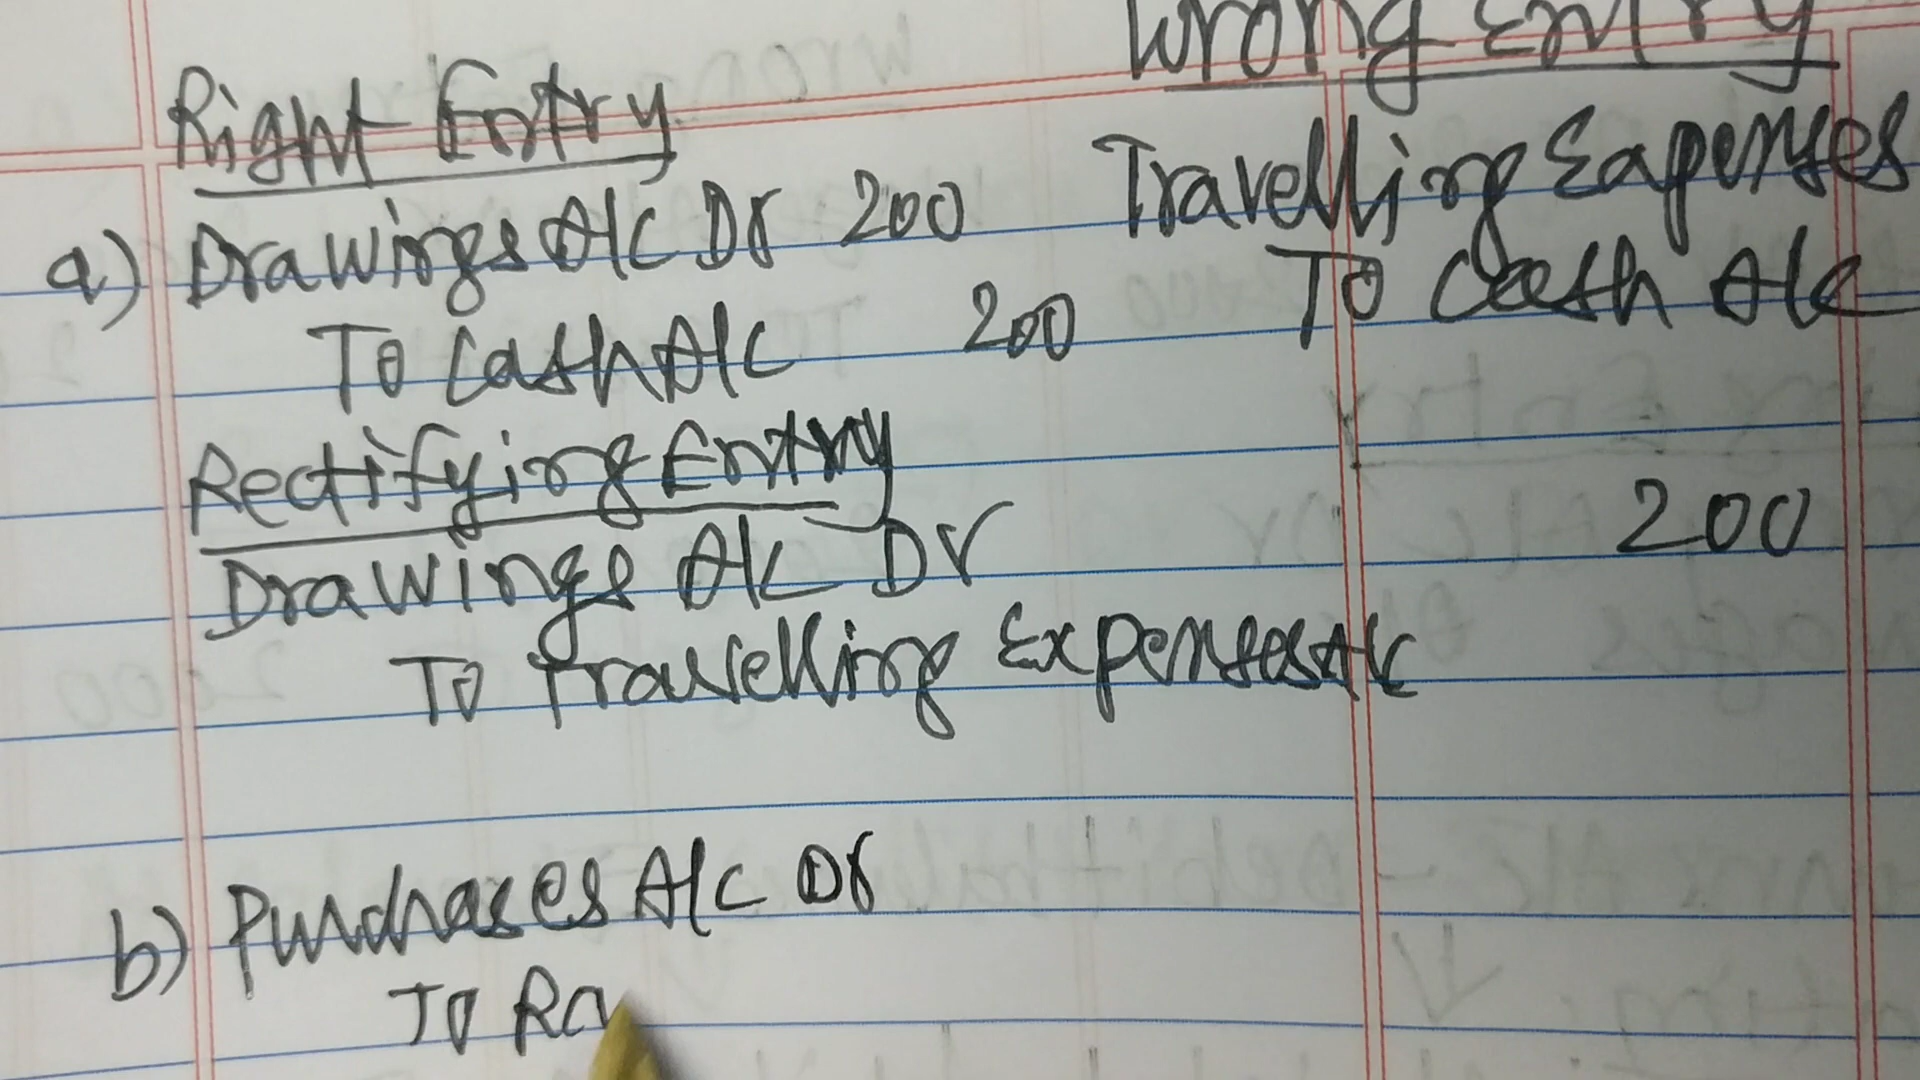 Wrong Entry
Right Entry
a) Drawings A/C Dr 200
To Cash A/C 200
Travelling Expenses
To Cash A/C
Rectifying Entry
Drawings A/C Dr 200
To Travelling Expenses A/c
b) Purchases A/C Dr
To Ra